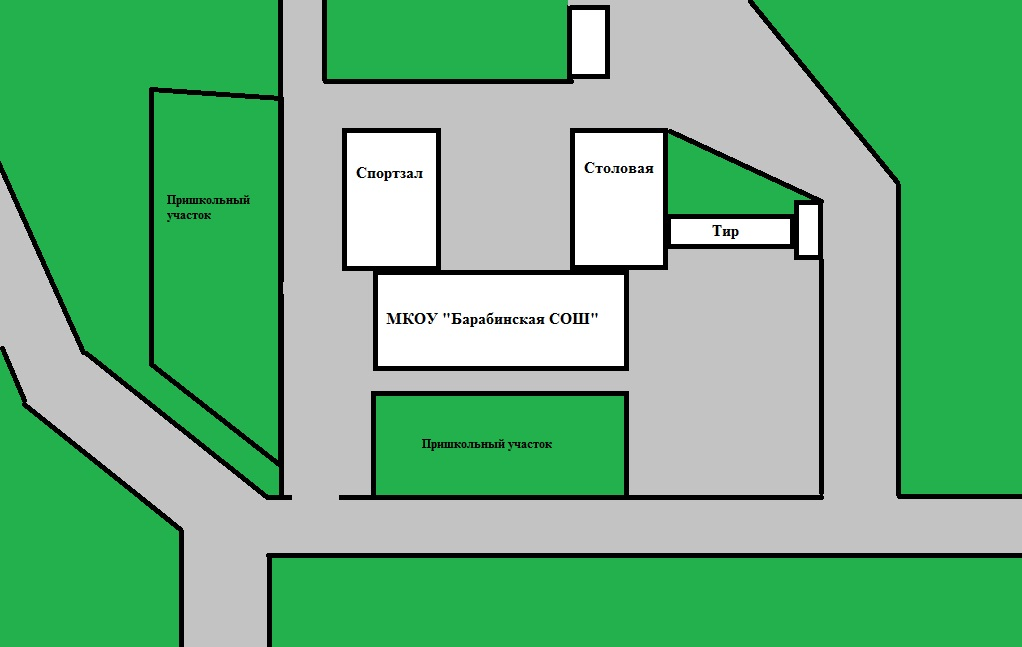 Спортзал
Столовая
Пришкольный
участок
Тир
МКОУ "Барабинская СОШ"
Пришкольный участок